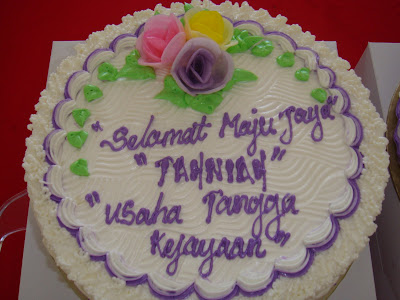 "Selamat Maju Jaya"
"TAHNIAH"
"Usaha Tangga
Kejayaan"